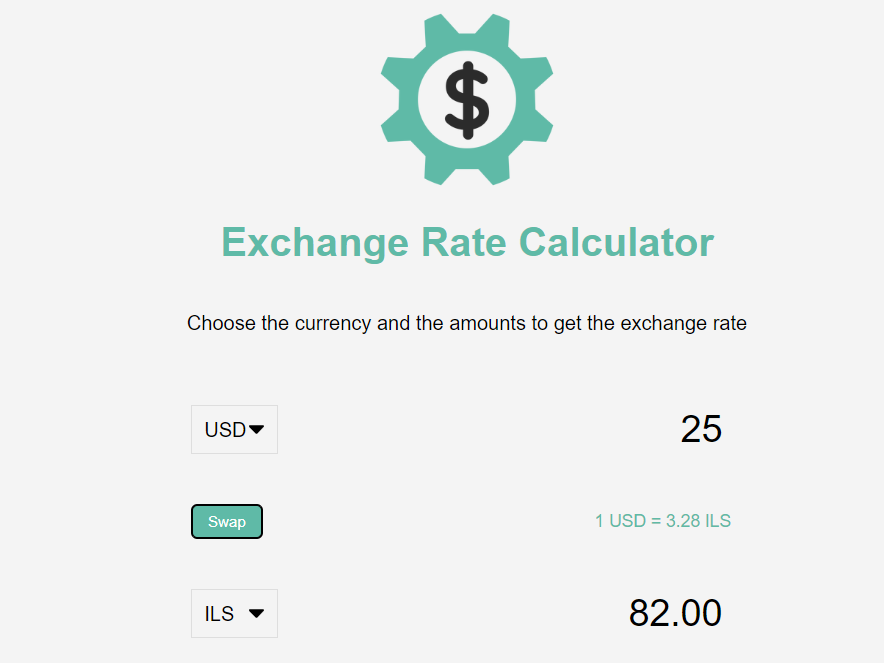 $
Exchange Rate Calculator
Choose the currency and the amounts to get the exchange rate
USD 25
Swap 1 USD = 3.28 ILS
ILS 82.00